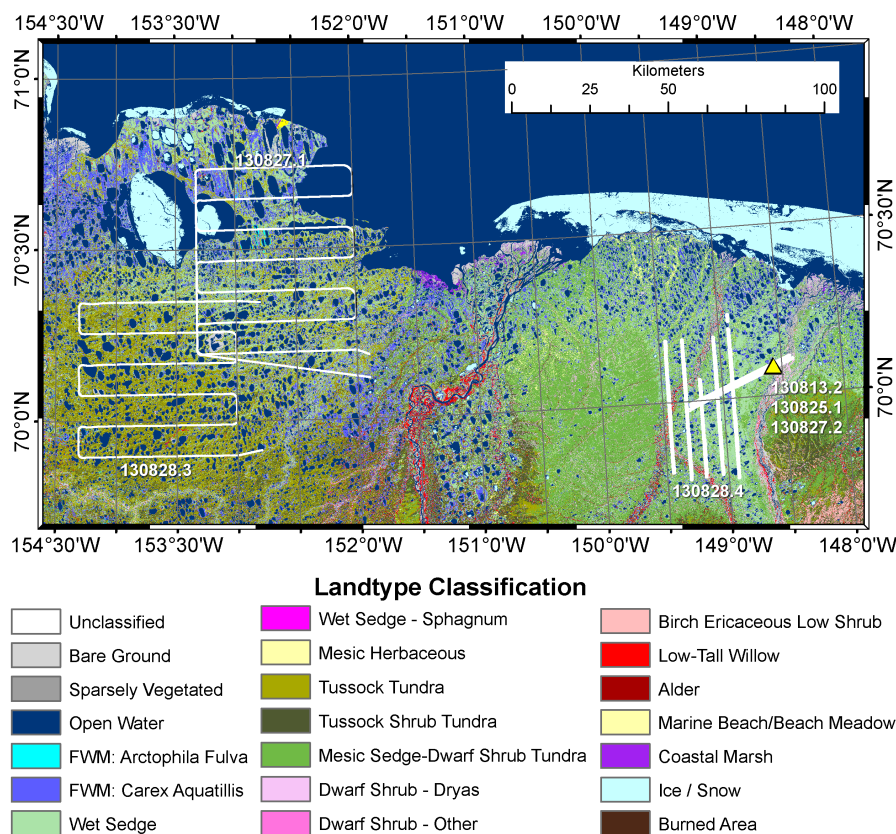 154°0'W 153°0'W 152°0'W 151°0'W 150°0'W 149°0'W 148°0'W
Kilometers
0 25 50 100
71°0'N
70°30'N
70°0'N
70°30'N
70°0'N
130827.1
130813.2
130825.1
130827.2
130828.3
130828.4
154°30'W 153°30'W 152°0'W 151°0'W 150°0'W 149°0'W 148°0'W
Landtype Classification
Unclassified
Bare Ground
Sparsely Vegetated
Open Water
FWM: Arctophila Fulva
FWM: Carex Aquatillis
Wet Sedge
Wet Sedge - Sphagnum
Mesic Herbaceous
Tussock Tundra
Tussock Shrub Tundra
Mesic Sedge-Dwarf Shrub Tundra
Dwarf Shrub - Dryas
Dwarf Shrub - Other
Birch Ericaceous Low Shrub
Low-Tall Willow
Alder
Marine Beach/Beach Meadow
Coastal Marsh
Ice / Snow
Burned Area